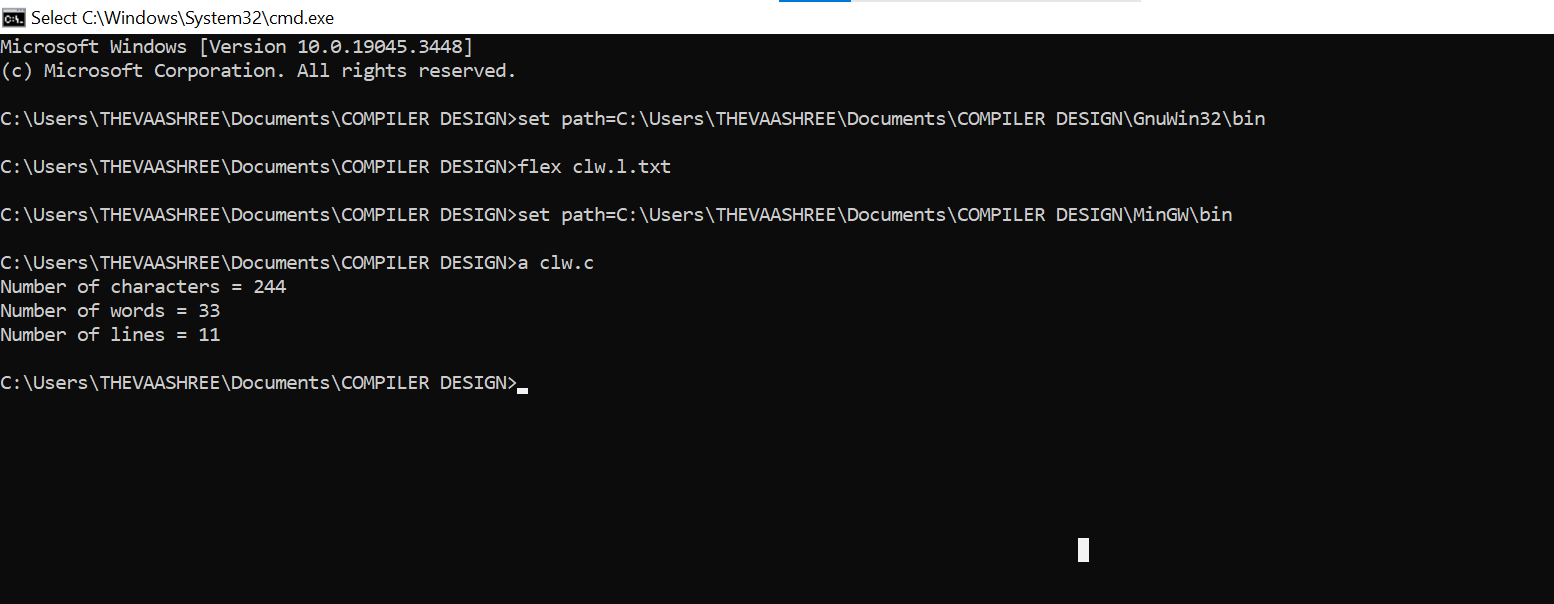 Select C:\Windows\System32\cmd.exe
Microsoft Windows [Version 10.0.19045.3448]
(c) Microsoft Corporation. All rights reserved.
C:\Users\THEVAASHREE\Documents\COMPILER DESIGN>set path=C:\Users\THEVAASHREE\Documents\COMPILER DESIGN\GnuWin32\bin
C:\Users\THEVAASHREE\Documents\COMPILER DESIGN>flex clw.l.txt
C:\Users\THEVAASHREE\Documents\COMPILER DESIGN>set path=C:\Users\THEVAASHREE\Documents\COMPILER DESIGN\MinGW\bin
C:\Users\THEVAASHREE\Documents\COMPILER DESIGN>a clw.c
Number of characters = 244
Number of words = 33
Number of lines = 11
C:\Users\THEVAASHREE\Documents\COMPILER DESIGN>